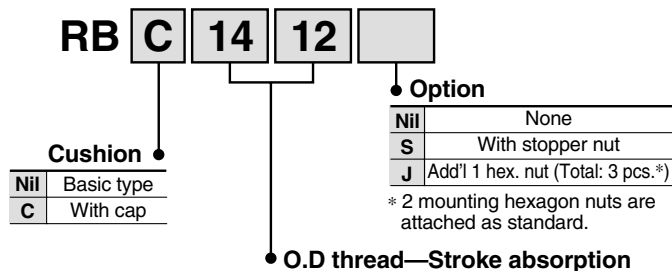 RB C 14 12
Option
Nil None
S With stopper nut
J Add'l 1 hex. nut (Total: 3 pcs.*)
* 2 mounting hexagon nuts are
attached as standard.
Cushion
Nil Basic type
C With cap
O.D thread—Stroke absorption